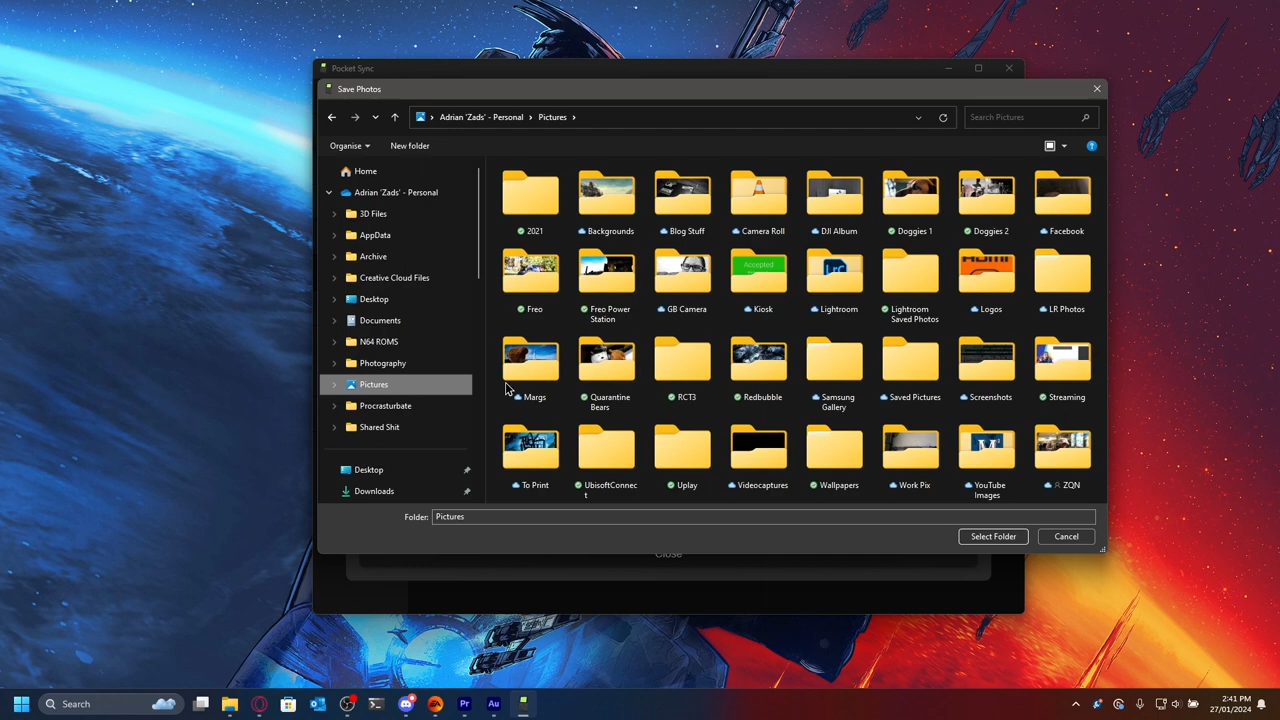 Pocket Sync
Save Photos
Adrian 'Zads' - Personal
Pictures
Search Pictures
Organise
New folder
Home
Adrian 'Zads' - Personal
3D Files
AppData
Archive
Creative Cloud Files
Desktop
Documents
N64 ROMS
Photography
Pictures
Procrasturbate
Shared Shit
Desktop
Downloads
2021
Backgrounds
Blog Stuff
Camera Roll
DJI Album
Doggies 1
Doggies 2
Facebook
Accepted
Lrc
Freo
Freo Power
Station
GB Camera
Kiosk
Lightroom
Lightroom
Saved Photos
Logos
LR Photos
Margs
Quarantine
Bears
RCT3
Redbubble
Samsung
Gallery
Saved Pictures
Screenshots
Streaming
To Print
UbisoftConnec
t
Uplay
Videocaptures
Wallpapers
Work Pix
YouTube
Images
ZQN
Folder:
Pictures
Select Folder
Cancel
Close
Search
Pr
Au
2:41 PM
27/01/2024